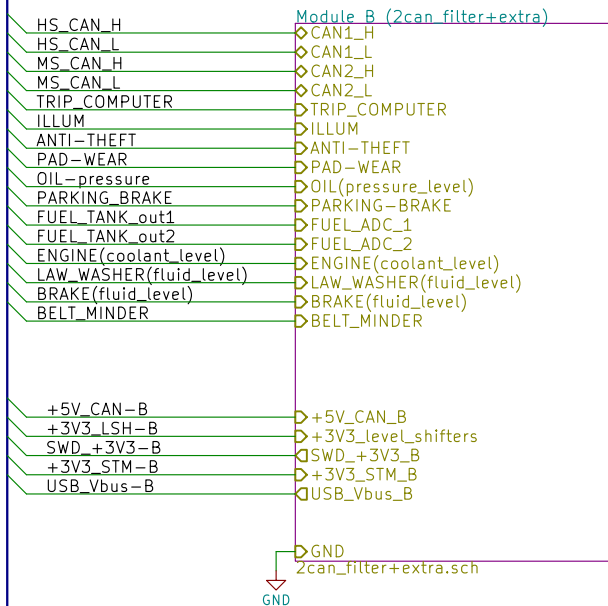 Module B (2can_filter+extra)
HS_CAN_H CAN1_H
HS_CAN_L CAN1_L
MS_CAN_H CAN2_H
MS_CAN_L CAN2_L
TRIP_COMPUTER TRIP_COMPUTER
ILLUM ILLUM
ANTI-THEFT ANTI-THEFT
PAD-WEAR PAD-WEAR
OIL-pressure OIL(pressure_level)
PARKING_BRAKE PARKING-BRAKE
FUEL_TANK_out1 FUEL_ADC_1
FUEL_TANK_out2 FUEL_ADC_2
ENGINE(coolant_level) ENGINE(coolant_level)
LAW_WASHER(fluid_level) LAW_WASHER(fluid_level)
BRAKE(fluid_level) BRAKE(fluid_level)
BELT_MINDER BELT_MINDER
+5V_CAN-B +5V_CAN_B
+3V3_LSH-B +3V3_level_shifters
SWD_+3V3-B SWD_+3V3_B
+3V3_STM-B +3V3_STM_B
USB_Vbus-B USB_Vbus_B
GND
2can_filter+extra.sch
GND